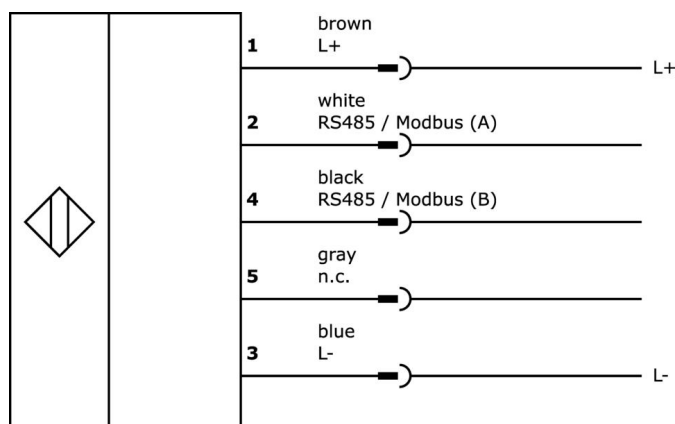 brown
1 L+
L+
white
2 RS485 / Modbus (A)
black
4 RS485 / Modbus (B)
gray
5 n.c.
blue
3 L-
L-